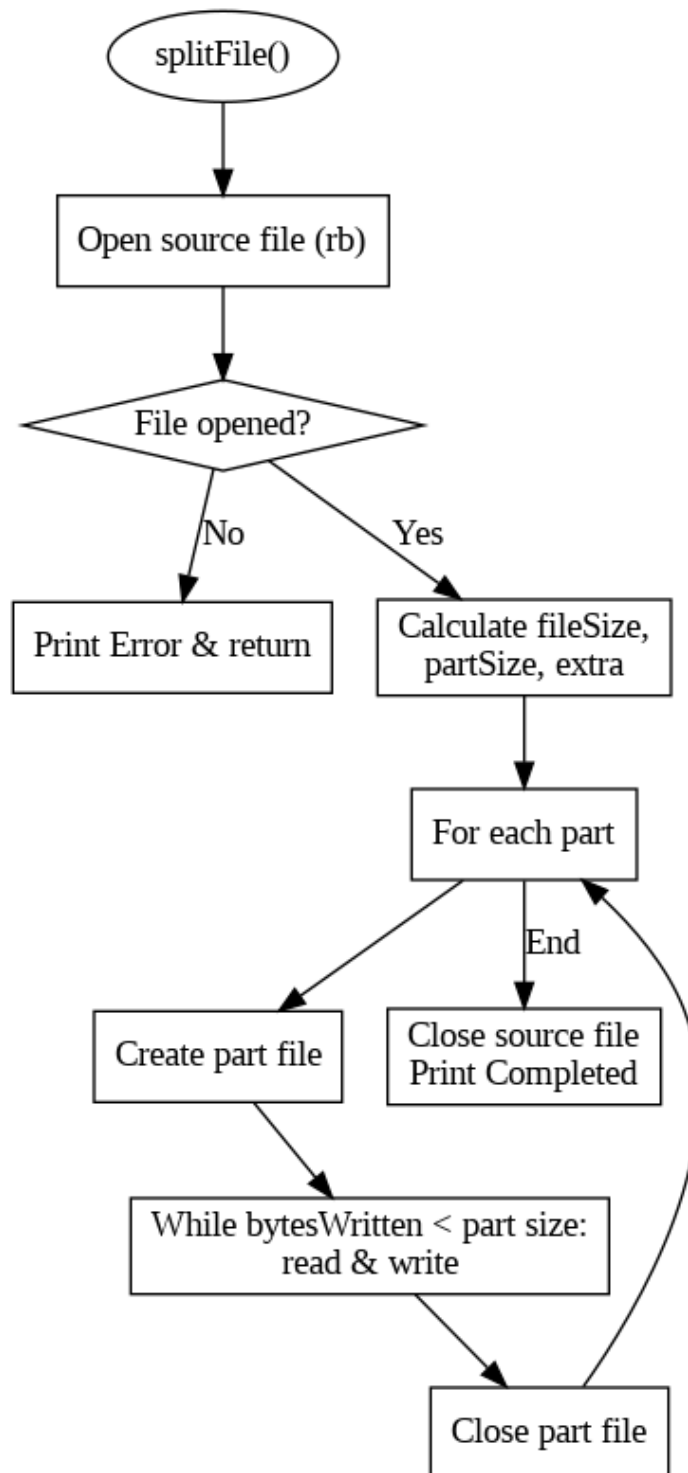 splitFile()
Open source file (rb)
File opened?
No
Yes
Print Error & return
Calculate fileSize,
partSize, extra
For each part
End
Create part file
Close source file
Print Completed
While bytesWritten < part size:
read & write
Close part file